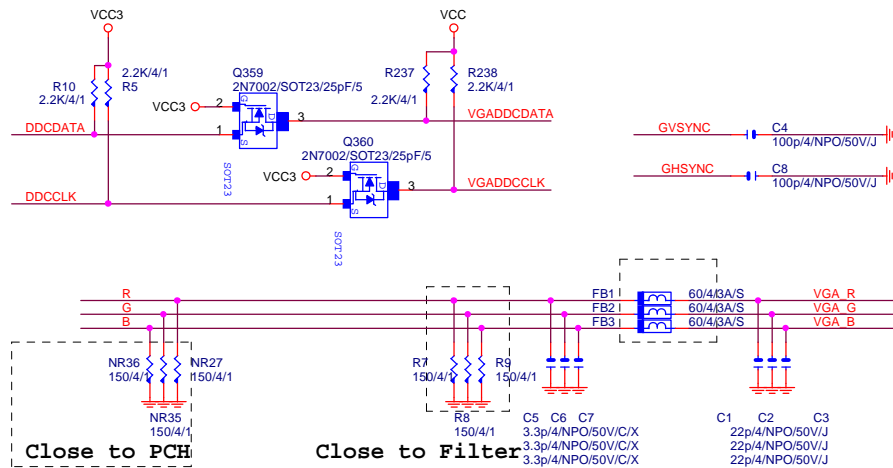 VCC3
VCC
2.2K/4/1
R10
R5
2.2K/4/1
Q359
2N7002/SOT23/25pF/5
R237
2.2K/4/1
R238
2.2K/4/1
VCC3
2
G
D
S
1
3
DDCDATA
VGADDCDATA
SOT23
Q360
2N7002/SOT23/25pF/5
VCC3
2
G
D
S
1
3
DDCCLK
VGADDCCLK
SOT23
GVSYNC
C4
100p/4/NPO/50V/J
GHSYNC
C8
100p/4/NPO/50V/J
R
FB1
60/4/3A/S
VGA_R
G
FB2
60/4/3A/S
VGA_G
B
FB3
60/4/3A/S
VGA_B
NR36
150/4/1
NR27
150/4/1
NR35
150/4/1
Close to PCH
R7
150/4/1
R9
150/4/1
R8
150/4/1
Close to Filter
C5 C6 C7
3.3p/4/NPO/50V/C/X
3.3p/4/NPO/50V/C/X
3.3p/4/NPO/50V/C/X
C1 C2 C3
22p/4/NPO/50V/J
22p/4/NPO/50V/J
22p/4/NPO/50V/J